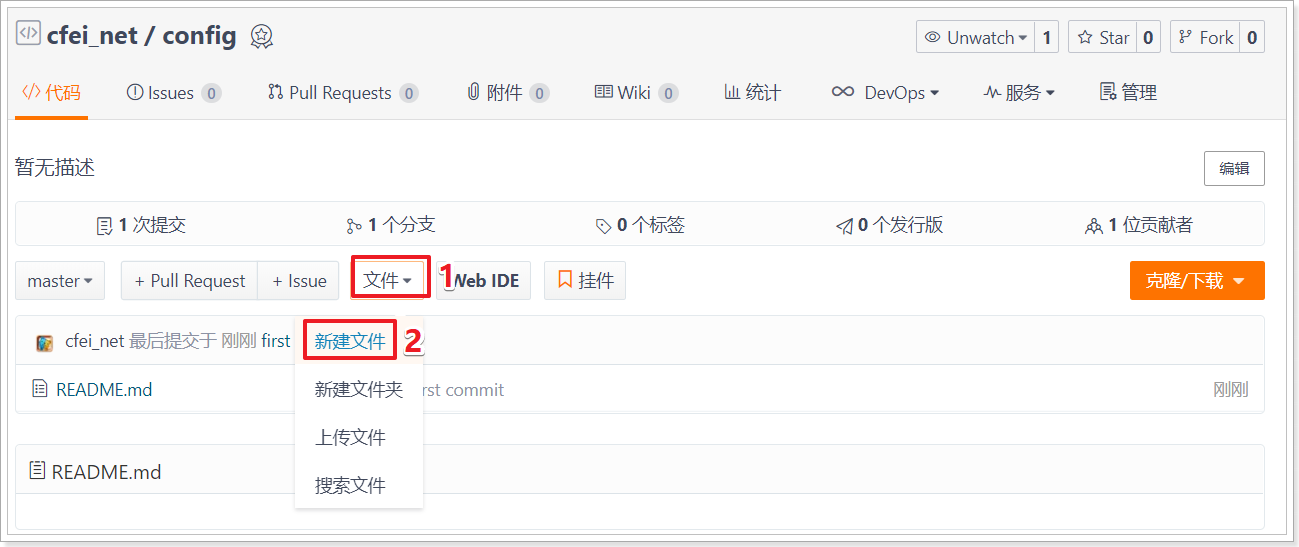 cfei_net / config
Unwatch 1 Star 0 Fork 0
代码 Issues 0 Pull Requests 0 附件 0 Wiki 0 统计 DevOps 服务 管理
暂无描述
编辑
1 次提交 1 个分支 0 个标签 0 个发行版 1 位贡献者
master + Pull Request + Issue 文件 1 Web IDE 挂件 克隆/下载
cfei_net 最后提交于 刚刚 first
新建文件 2
README.md
新建文件夹
rst commit 刚刚
上传文件
README.md
搜索文件